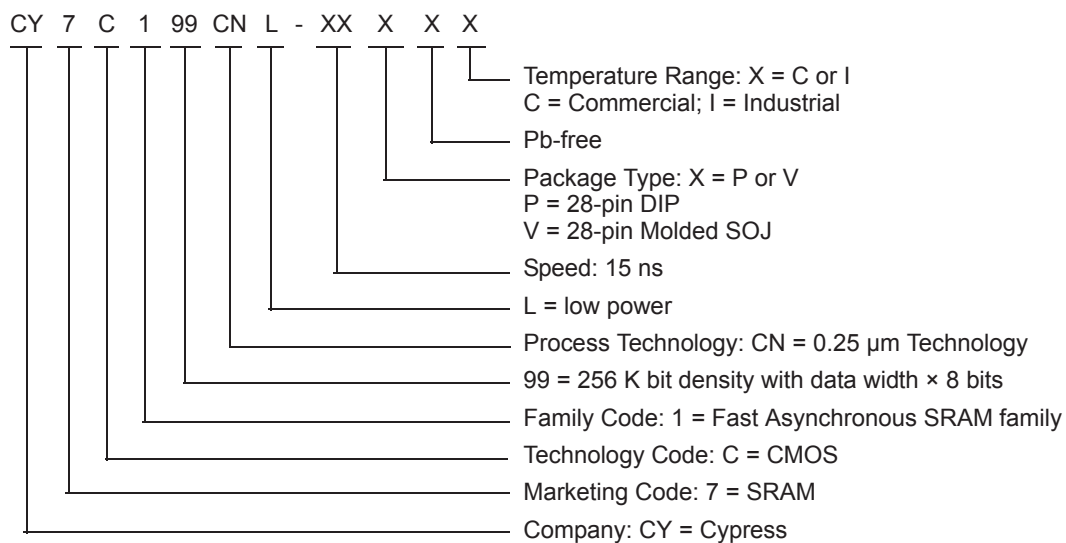 CY 7 C 1 99 CN L - XX X X X
Temperature Range: X = C or I
C = Commercial; I = Industrial
Pb-free
Package Type: X = P or V
P = 28-pin DIP
V = 28-pin Molded SOJ
Speed: 15 ns
L = low power
Process Technology: CN = 0.25 µm Technology
99 = 256 K bit density with data width × 8 bits
Family Code: 1 = Fast Asynchronous SRAM family
Technology Code: C = CMOS
Marketing Code: 7 = SRAM
Company: CY = Cypress